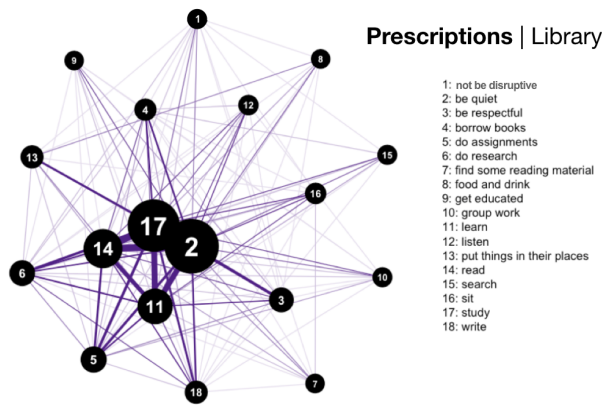 Prescriptions | Library
1
9
8
4
12
13
15
16
17
2
14
6
10
11
3
5
18
7
1: not be disruptive
2: be quiet
3: be respectful
4: borrow books
5: do assignments
6: do research
7: find some reading material
8: food and drink
9: get educated
10: group work
11: learn
12: listen
13: put things in their places
14: read
15: search
16: sit
17: study
18: write